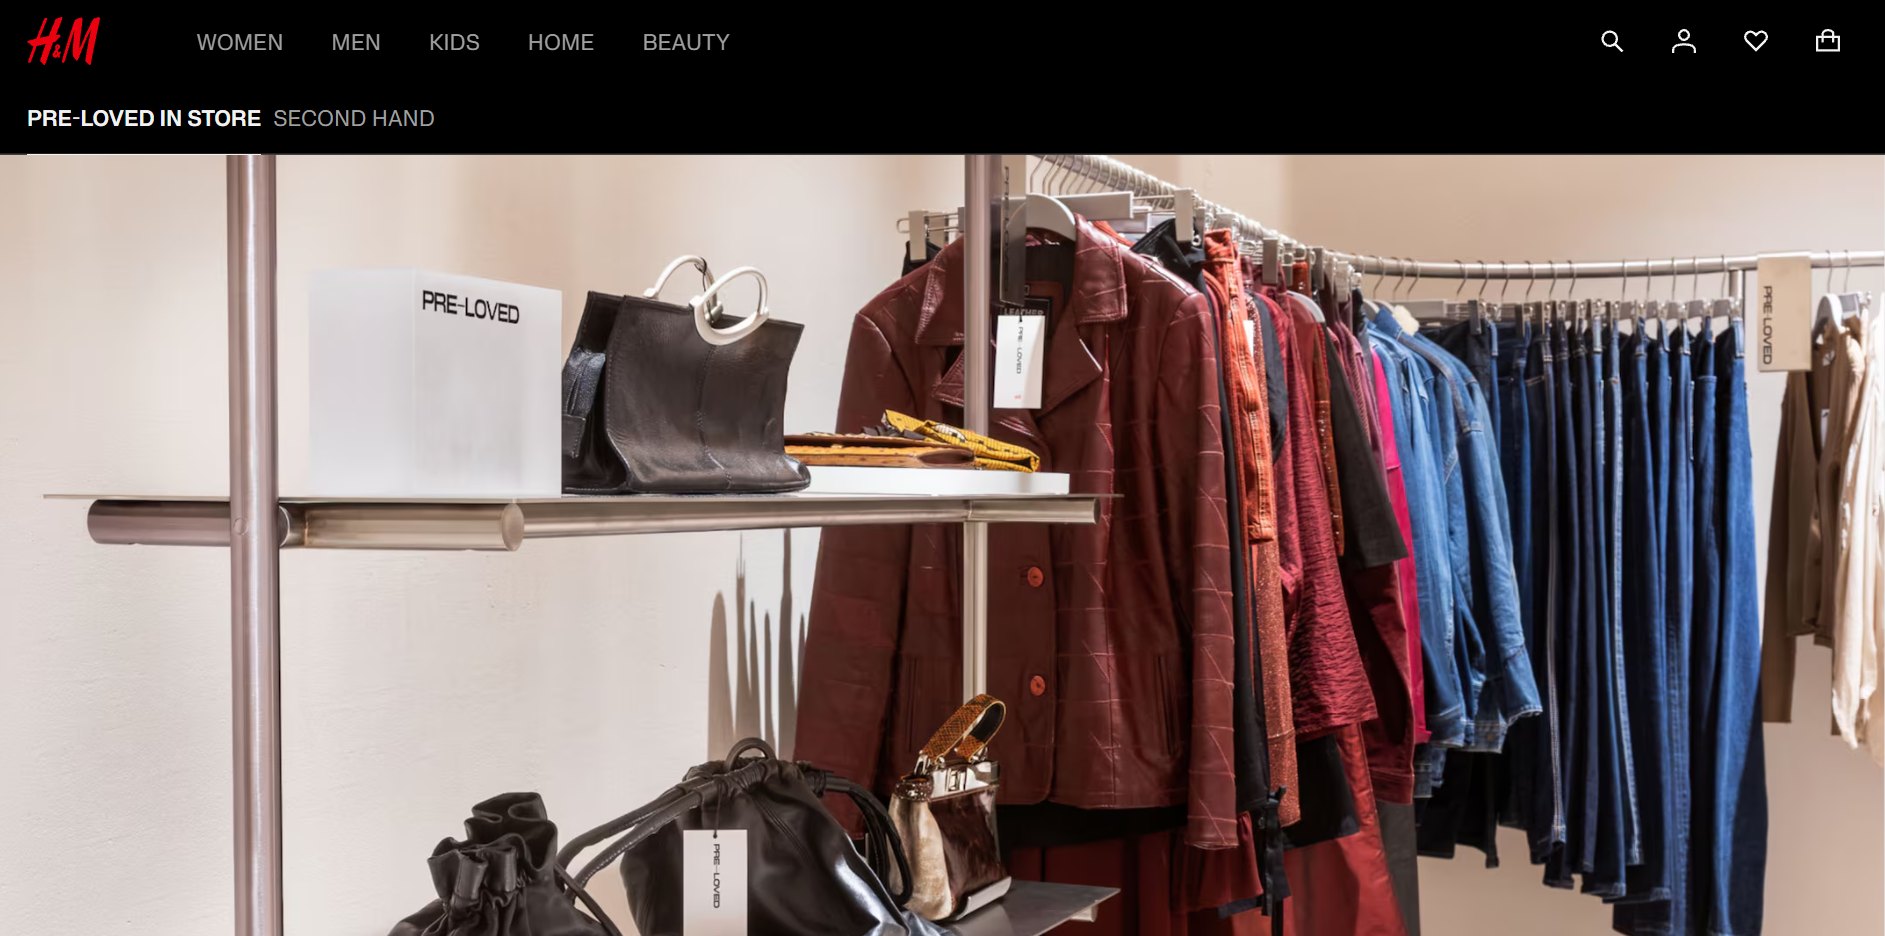 H&M
WOMEN
MEN
KIDS
HOME
BEAUTY
PRE-LOVED IN STORE
SECOND HAND
PRE-LOVED
LEATHER
PRE-LOVED
PRE-LOVED
PRE-LOVED